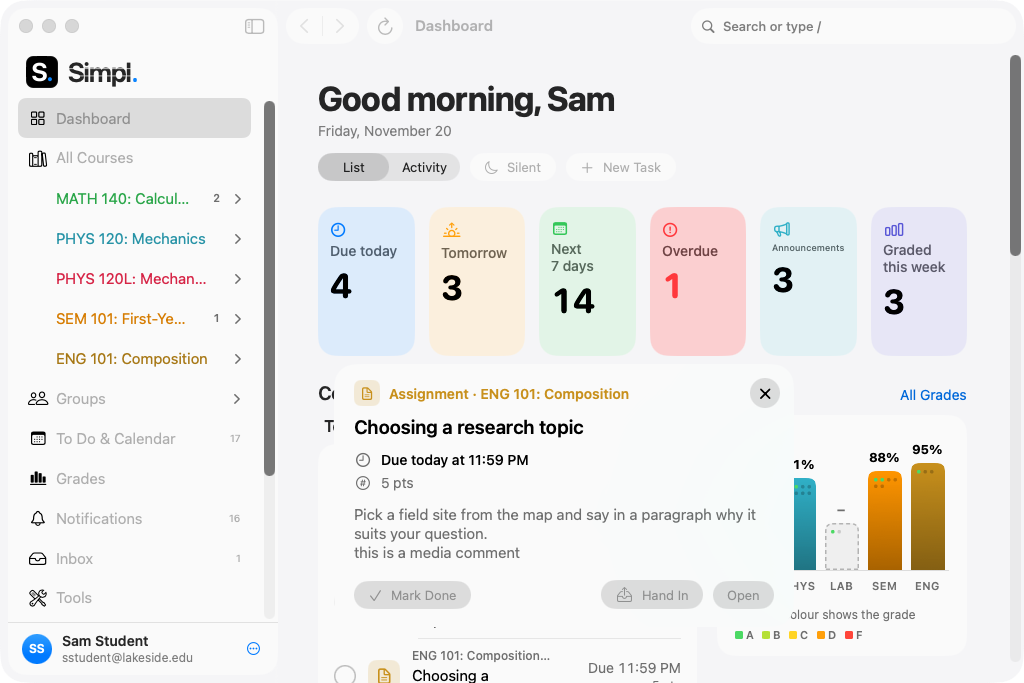 Dashboard
Search or type /
S. Simpl.
Dashboard
All Courses
MATH 140: Calcul... 2
PHYS 120: Mechanics
PHYS 120L: Mechan...
SEM 101: First-Ye... 1
ENG 101: Composition
Groups
To Do & Calendar 17
Grades
Notifications 16
Inbox 1
Tools
SS
Sam Student
sstudent@lakeside.edu
Good morning, Sam
Friday, November 20
List Activity Silent + New Task
Due today
4
Tomorrow
3
Next
7 days
14
Overdue
1
Announcements
3
Graded
this week
3
All Grades
Assignment · ENG 101: Composition
Choosing a research topic
Due today at 11:59 PM
# 5 pts
Pick a field site from the map and say in a paragraph why it
suits your question.
this is a media comment
Mark Done Hand In Open
1% – 88% 95%
HYS LAB SEM ENG
olour shows the grade
A B C D F
ENG 101: Composition...
Choosing a
Due 11:59 PM